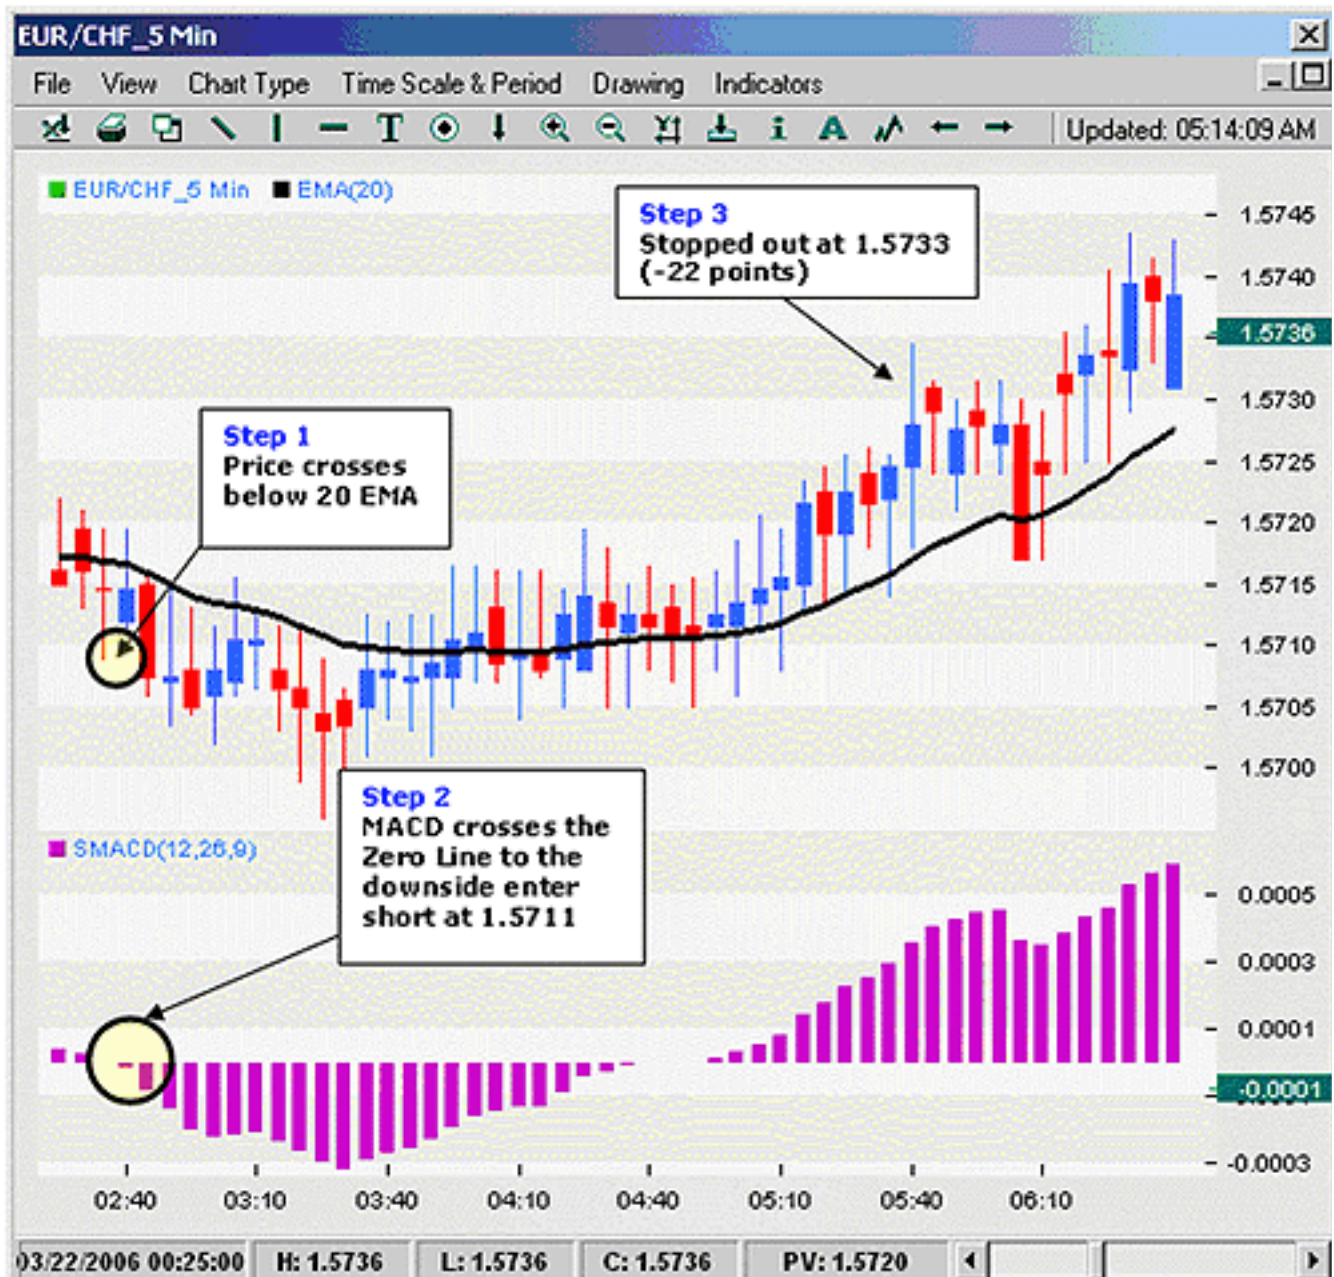 EUR/CHF_5 Min
File View Chart Type Time Scale & Period Drawing Indicators
Updated: 05:14:09 AM
EUR/CHF_5 Min EMA(20)
Step 3
Stopped out at 1.5733
(-22 points)
Step 1
Price crosses
below 20 EMA
1.5745
1.5740
1.5736
1.5730
1.5725
1.5720
1.5715
1.5710
1.5705
1.5700
Step 2
MACD crosses the
Zero Line to the
downside enter
short at 1.5711
SMACD(12,26,9)
0.0005
0.0003
0.0001
-0.0001
-0.0003
02:40 03:10 03:40 04:10 04:40 05:10 05:40 06:10
03/22/2006 00:25:00 H: 1.5736 L: 1.5736 C: 1.5736 PV: 1.5720